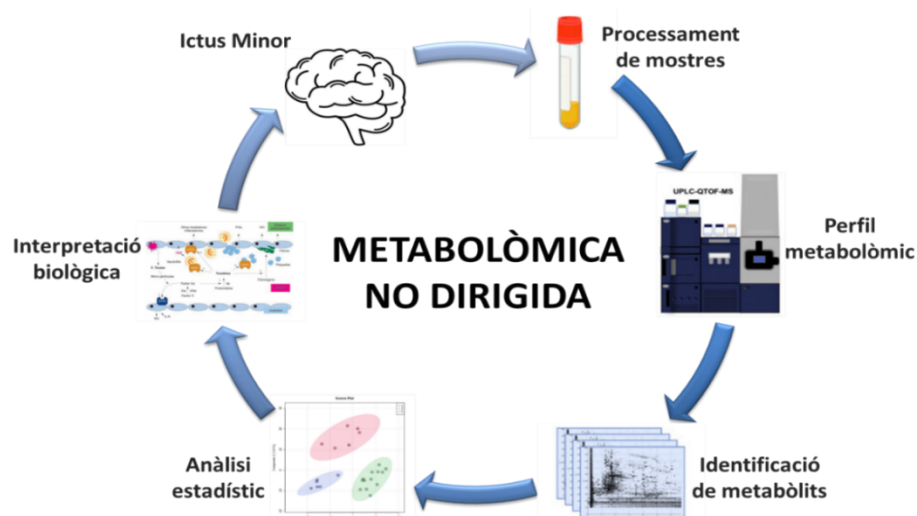 Ictus Minor
Processament
de mostres
UPLC-QTOF-MS
Perfil
metabolòmic
Interpretació
biològica
METABOLÒMICA
NO DIRIGIDA
Anàlisi
estadístic
Identificació
de metabòlits